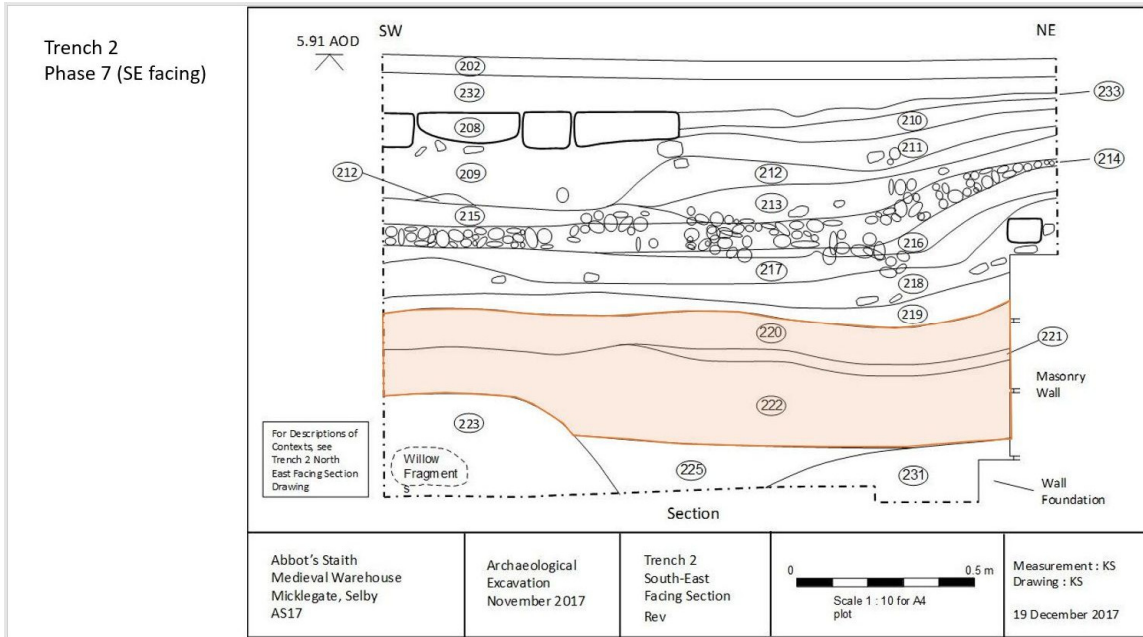 Trench 2
Phase 7 (SE facing)
SW
NE
5.91 AOD
202
232
233
208
210
211
214
212
209
212
213
215
216
217
218
219
220
221
Masonry
Wall
222
223
For Descriptions of
Contexts, see
Trench 2 North
East Facing Section
Drawing
Willow
Fragment
s
225
231
Wall
Foundation
Section
Abbot's Staith
Medieval Warehouse
Micklegate, Selby
AS17
Archaeological
Excavation
November 2017
Trench 2
South-East
Facing Section
Rev
0
0.5 m
Scale 1 : 10 for A4
plot
Measurement : KS
Drawing : KS
19 December 2017